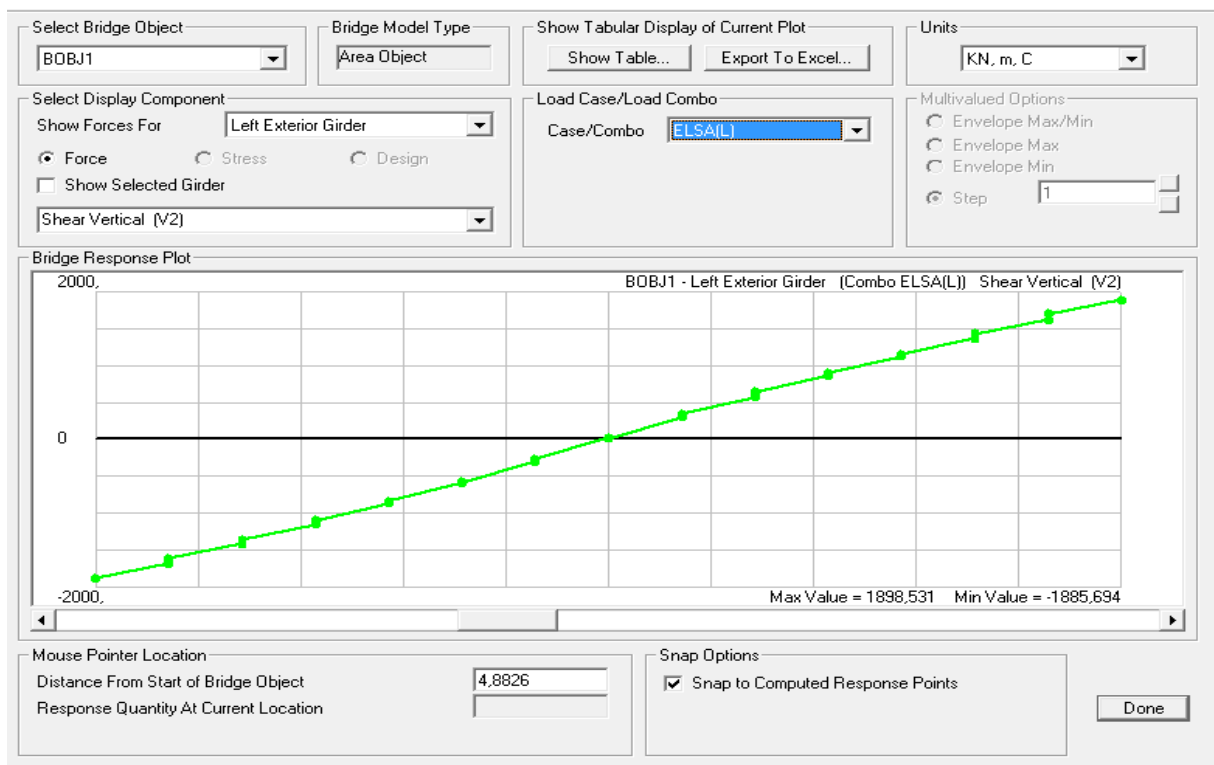 Select Bridge Object
BOBJ1
Bridge Model Type
Area Object
Show Tabular Display of Current Plot
Show Table...
Export To Excel...
Units
KN, m, C
Select Display Component
Show Forces For
Left Exterior Girder
Force
Stress
Design
Show Selected Girder
Shear Vertical (V2)
Load Case/Load Combo
Case/Combo
ELSA(L)
Multivalued Options
Envelope Max/Min
Envelope Max
Envelope Min
Step
1
Bridge Response Plot
2000,
BOBJ1 - Left Exterior Girder (Combo ELSA(L)) Shear Vertical (V2)
0
-2000,
Max Value = 1898,531 Min Value = -1885,694
Mouse Pointer Location
Distance From Start of Bridge Object
4,8826
Response Quantity At Current Location
Snap Options
Snap to Computed Response Points
Done